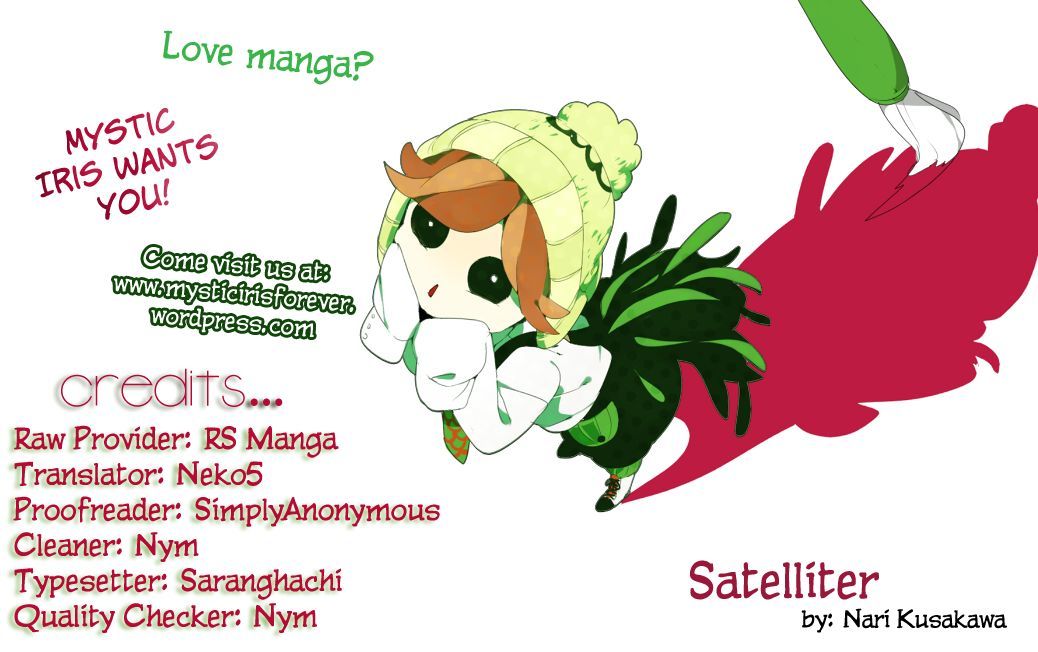 Love manga?
MYSTIC
IRIS WANTS
YOU!
Come visit us at:
www.mysticirisforever.
wordpress.com
credits...
Raw Provider: RS Manga
Translator: Neko5
Proofreader: SimplyAnonymous
Cleaner: Nym
Typesetter: Saranghachi
Quality Checker: Nym
Satelliter
by: Nari Kusakawa